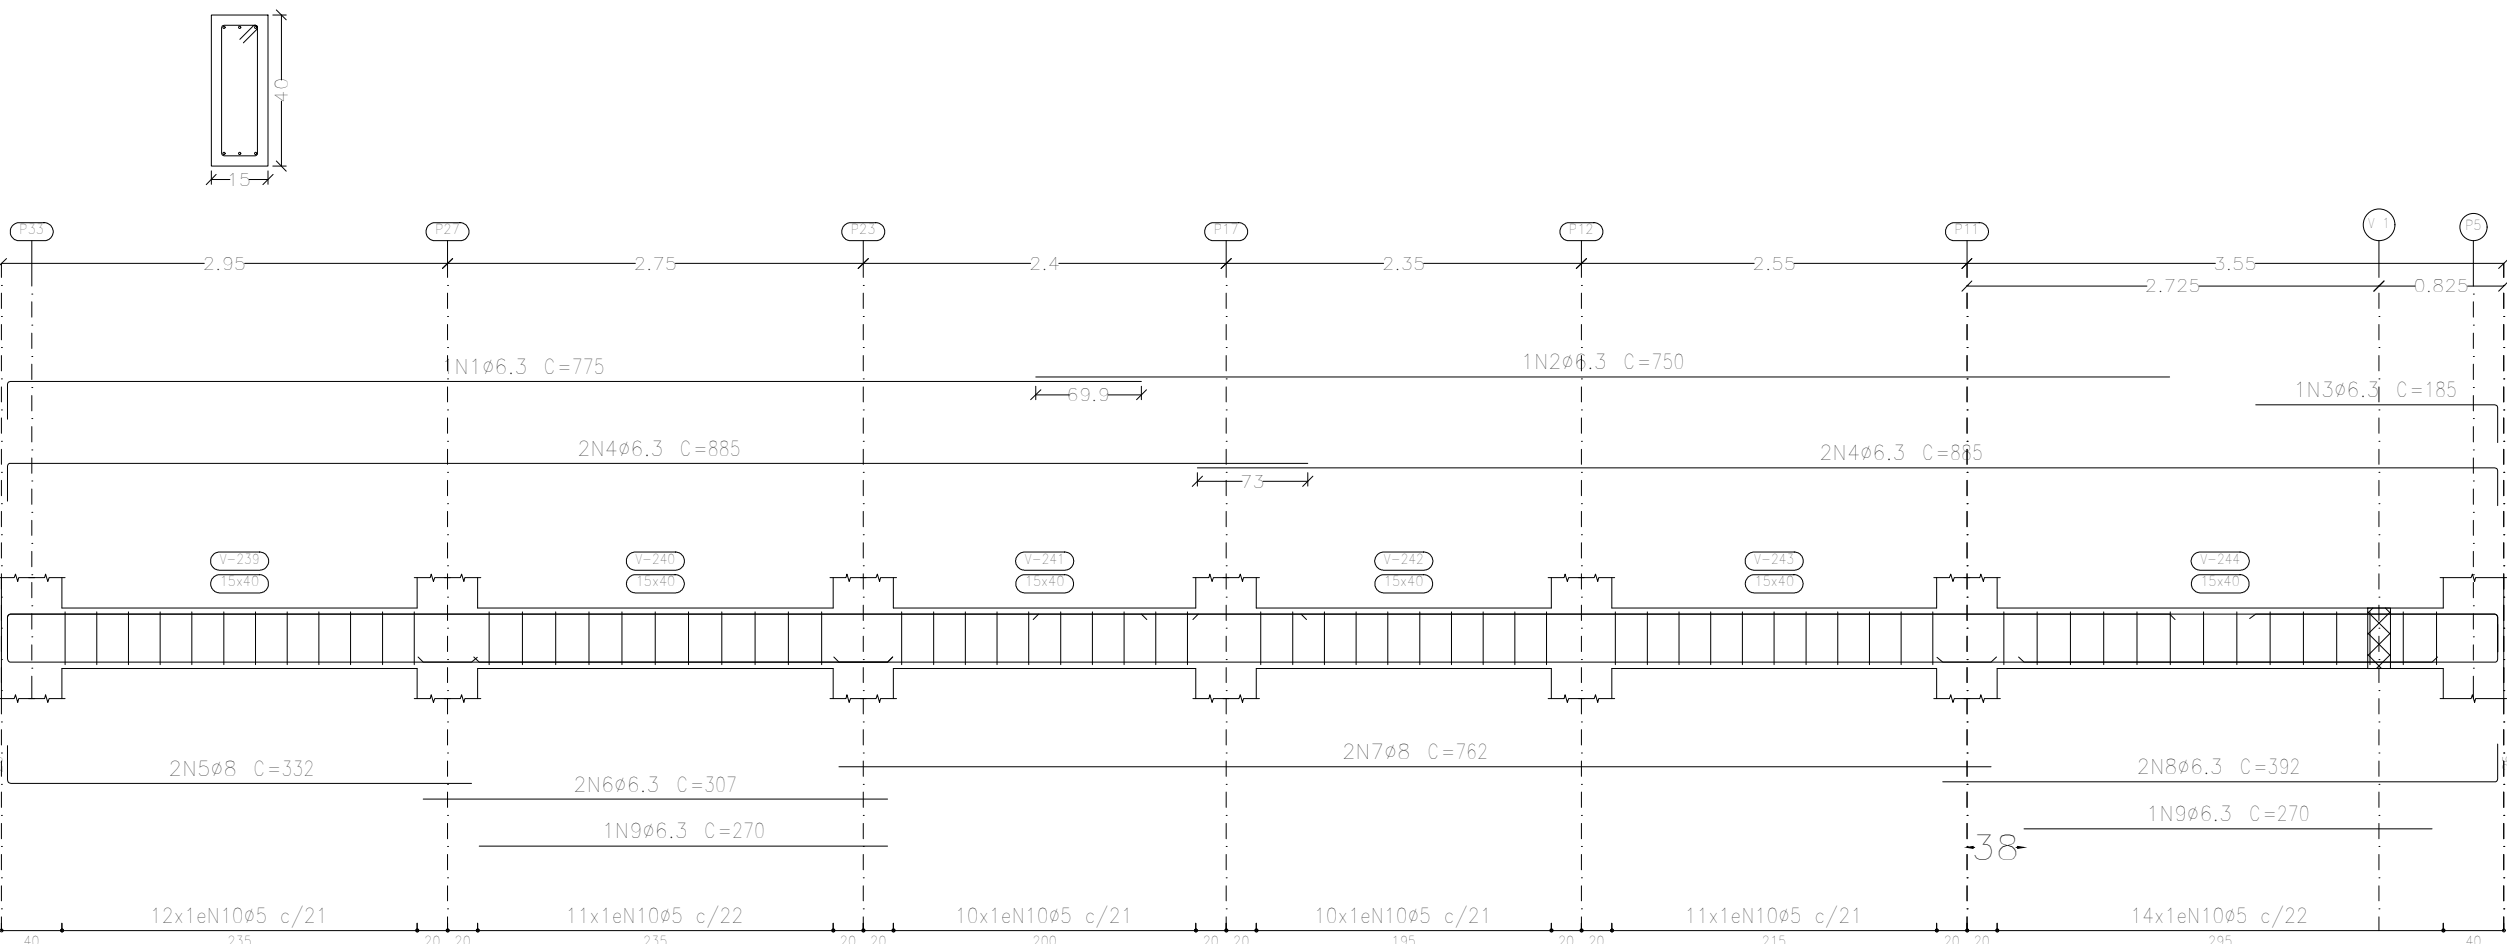 40
15
P33 P27 P23 P17 P12 P11 V 1 P5
2.95 2.75 2.4 2.35 2.55 3.55
2.725 0.825
1N1ø6.3 C=775
1N2ø6.3 C=750
1N3ø6.3 C=185
69.9
2N4ø6.3 C=885
2N4ø6.3 C=885
73
V-239 V-240 V-241 V-242 V-243 V-244
15x40 15x40 15x40 15x40 15x40 15x40
2N5ø8 C=332
2N6ø6.3 C=307
2N7ø8 C=762
2N8ø6.3 C=392
1N9ø6.3 C=270
1N9ø6.3 C=270
38
12x1eN10ø5 c/21 11x1eN10ø5 c/22 10x1eN10ø5 c/21 10x1eN10ø5 c/21 11x1eN10ø5 c/21 14x1eN10ø5 c/22
40 235 20 20 235 20 20 200 20 20 195 20 20 215 20 20 295 40